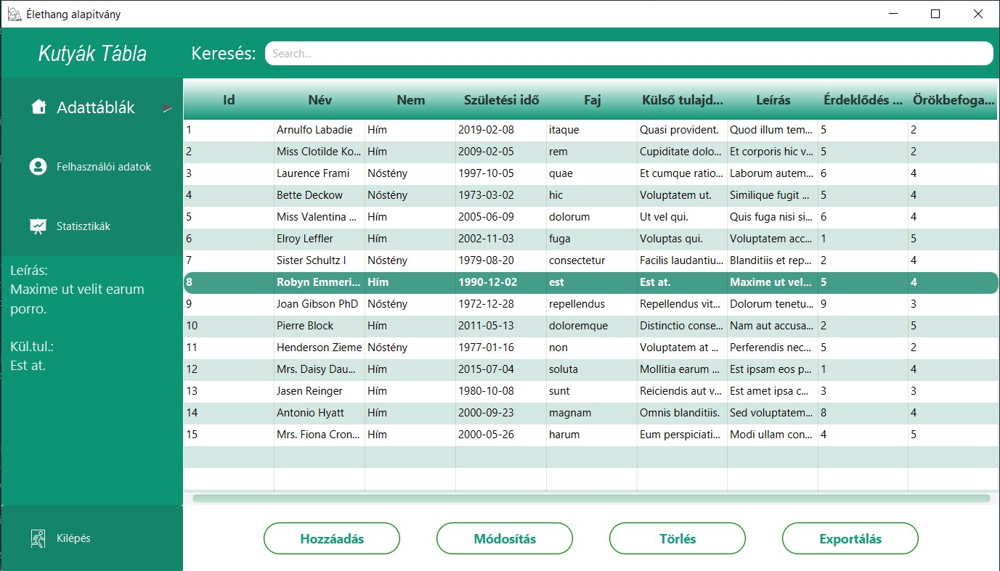 Élethang alapitvány
Kutyák Tábla
Keresés: Search...
Adattáblák
Felhasználói adatok
Statisztikák
Leírás:
Maxime ut velit earum
porro.
Kül.tul.:
Est at.
Kilépés
Id Név Nem Születési idő Faj Külső tulajd... Leírás Érdeklődés ... Örökbefoga...
1 Arnulfo Labadie Hím 2019-02-08 itaque Quasi provident. Quod illum tem... 5 2
2 Miss Clotilde Ko... Hím 2009-02-05 rem Cupiditate dolo... Et corporis hic v... 5 2
3 Laurence Frami Nőstény 1997-10-05 quae Et cumque ratio... Laborum autem... 6 4
4 Bette Deckow Nőstény 1973-03-02 hic Voluptatem ut. Similique fugit ... 5 4
5 Miss Valentina ... Hím 2005-06-09 dolorum Ut vel qui. Quis fuga nisi si... 6 4
6 Elroy Leffler Hím 2002-11-03 fuga Voluptas qui. Voluptatem acc... 1 5
7 Sister Schultz I Nőstény 1979-08-20 consectetur Facilis laudantiu... Blanditiis et rep... 2 4
8 Robyn Emmeri... Hím 1990-12-02 est Est at. Maxime ut vel... 5 4
9 Joan Gibson PhD Nőstény 1972-12-28 repellendus Repellendus vit... Dolorum tenetu... 9 3
10 Pierre Block Hím 2011-05-13 doloremque Distinctio conse... Nam aut accusa... 2 5
11 Henderson Zieme Nőstény 1977-01-16 non Voluptatem at ... Perferendis nec... 5 2
12 Mrs. Daisy Dau... Hím 2015-07-04 soluta Mollitia earum ... Est ipsam eos p... 1 4
13 Jasen Reinger Hím 1980-10-08 sunt Reiciendis aut v... Est amet ipsa c... 3 3
14 Antonio Hyatt Hím 2000-09-23 magnam Omnis blanditiis. Sed voluptatem... 8 4
15 Mrs. Fiona Cron... Hím 2000-05-26 harum Eum perspiciati... Modi ullam con... 4 5
Hozzáadás Módosítás Törlés Exportálás